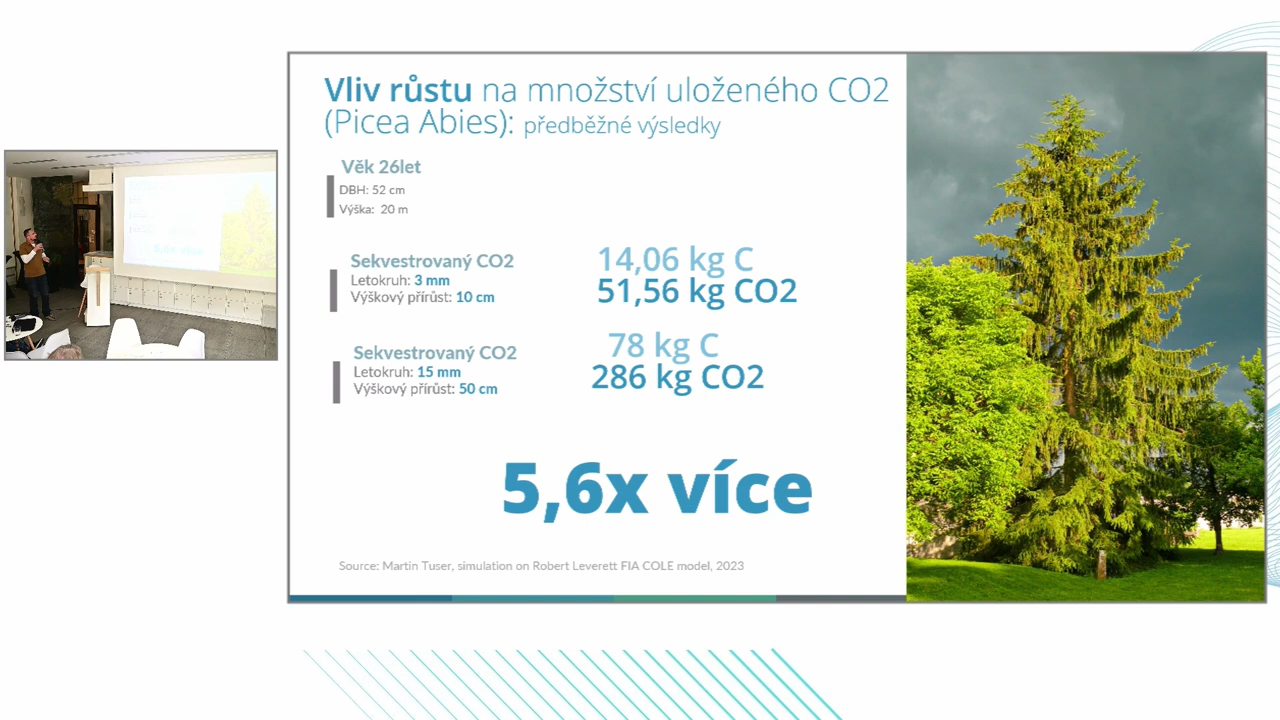 Vliv růstu na množství uloženého CO2
(Picea Abies): předběžné výsledky
Věk 26let
DBH: 52 cm
Výška: 20 m
Sekvestrovaný CO2
Letokruh: 3 mm
Výškový přírůst: 10 cm
14,06 kg C
51,56 kg CO2
Sekvestrovaný CO2
Letokruh: 15 mm
Výškový přírůst: 50 cm
78 kg C
286 kg CO2
5,6x více
Source: Martin Tuser, simulation on Robert Leverett FIA COLE model, 2023